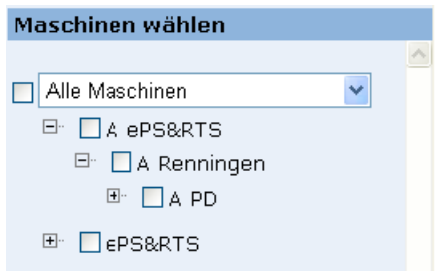 Maschinen wählen
Alle Maschinen
A ePS&RTS
A Renningen
A PD
ePS&RTS